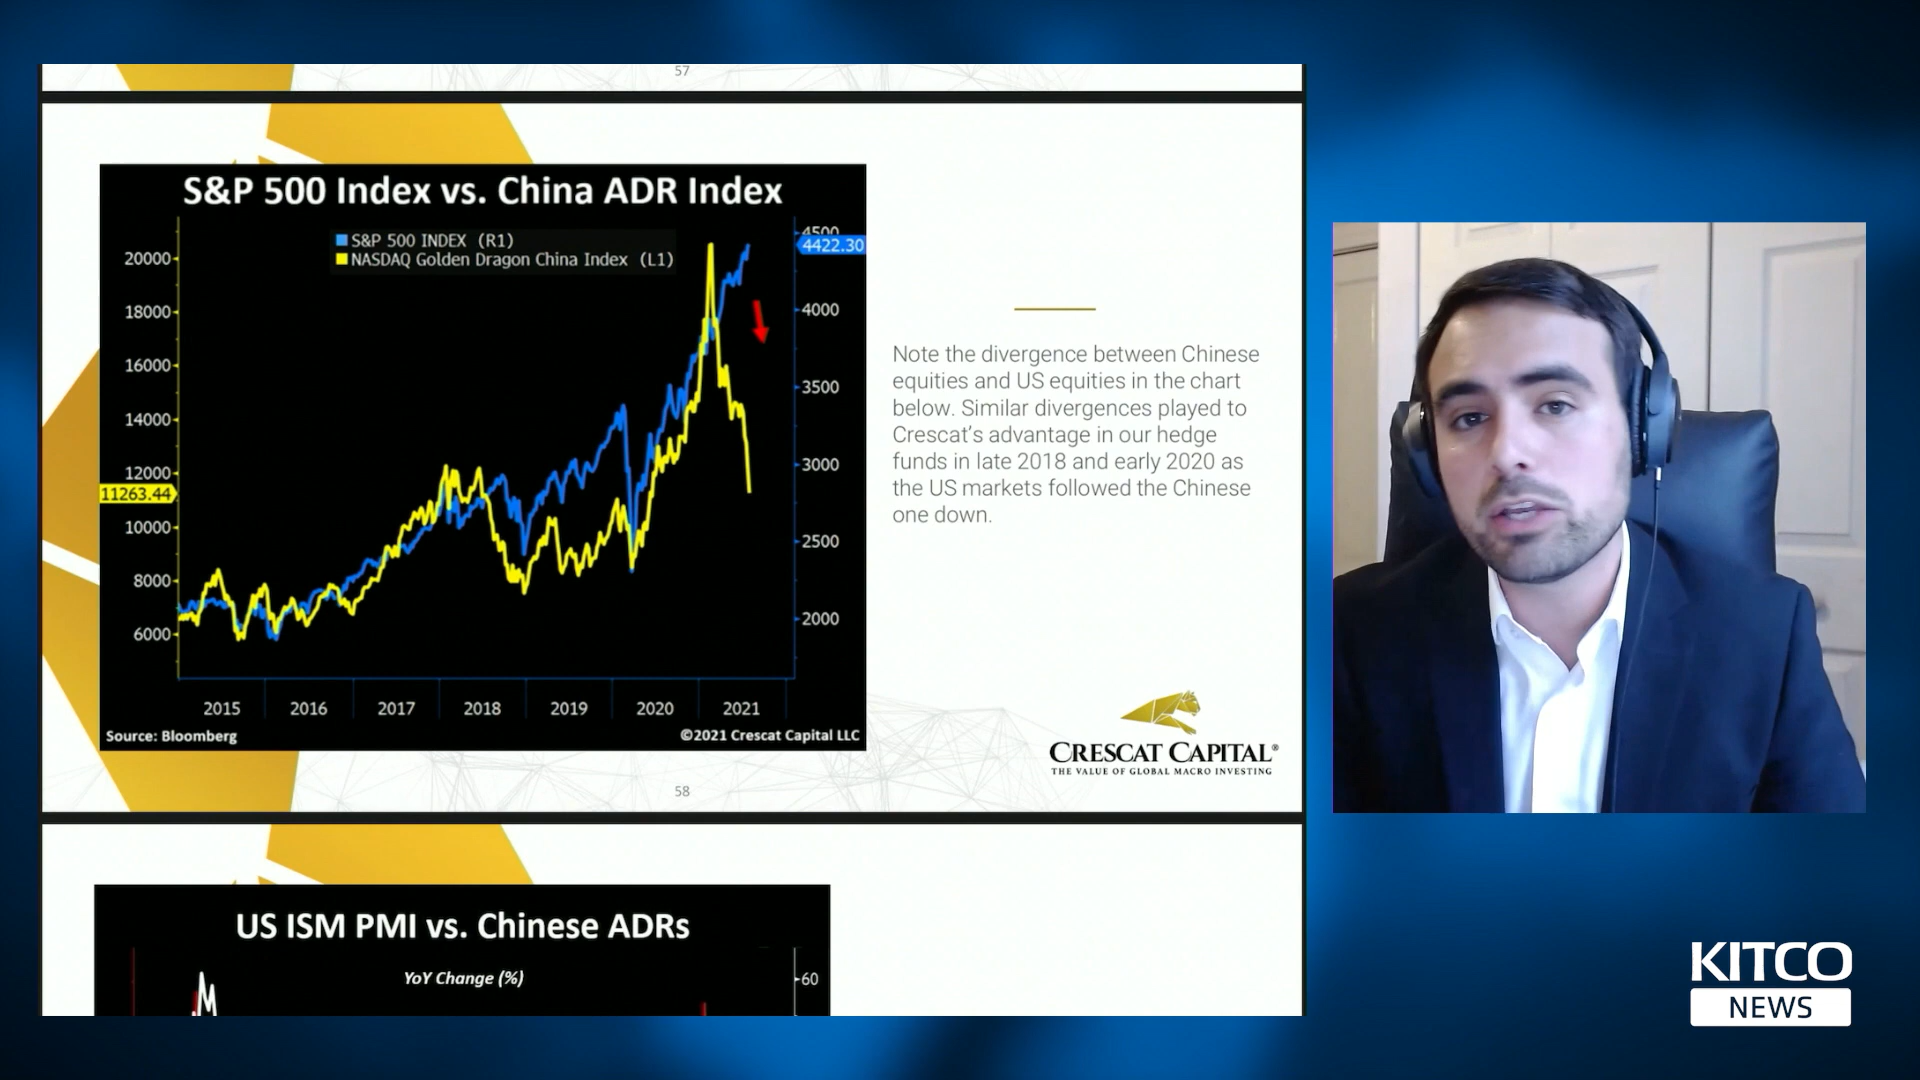 57
S&P 500 Index vs. China ADR Index
S&P 500 INDEX (R1)
NASDAQ Golden Dragon China Index (L1)
20000
18000
16000
14000
12000
11263.44
10000
8000
6000
4500
4422.30
4000
3500
3000
2500
2000
2015 2016 2017 2018 2019 2020 2021
Source: Bloomberg
©2021 Crescat Capital LLC
Note the divergence between Chinese
equities and US equities in the chart
below. Similar divergences played to
Crescat's advantage in our hedge
funds in late 2018 and early 2020 as
the US markets followed the Chinese
one down.
CRESCAT CAPITAL®
THE VALUE OF GLOBAL MACRO INVESTING
58
US ISM PMI vs. Chinese ADRs
YoY Change (%)
60
KITCO
NEWS